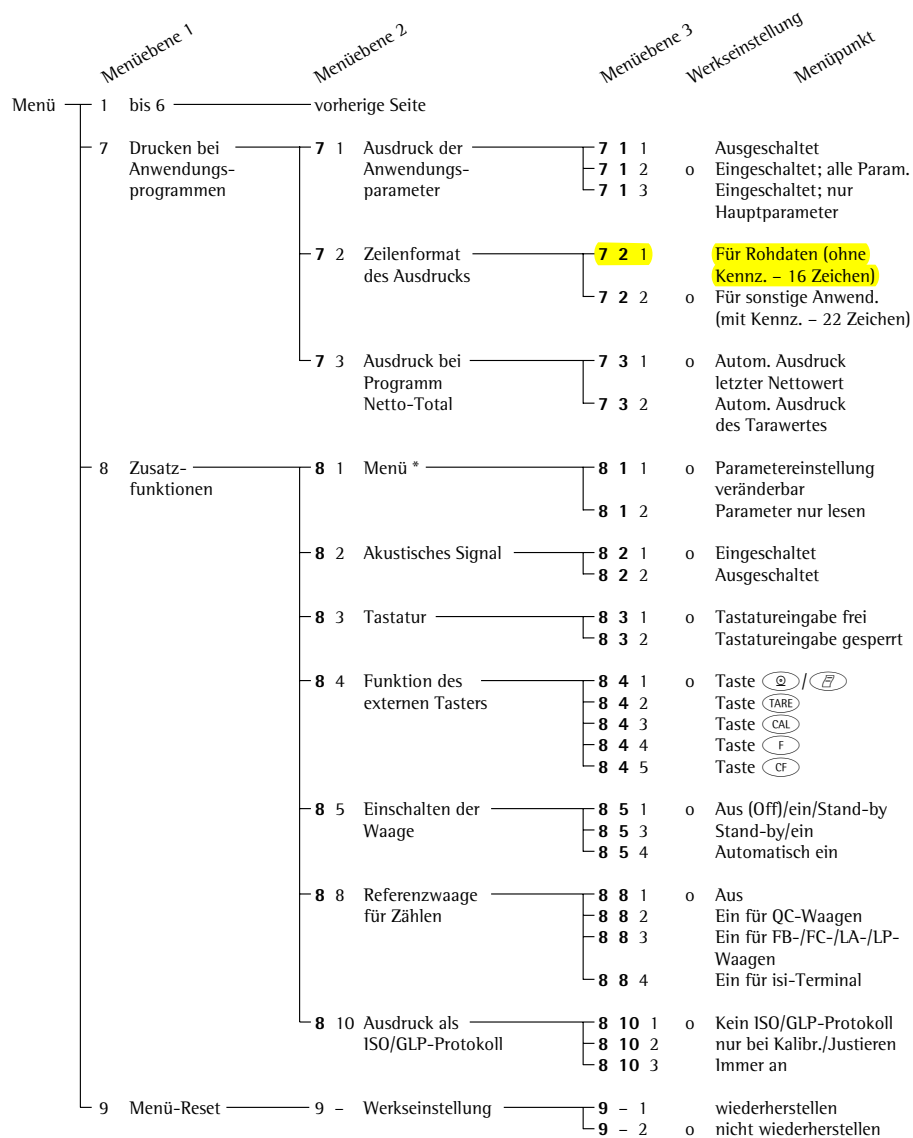 Menüebene 1 Menüebene 2 Menüebene 3 Werkseinstellung Menüpunkt
Menü 1 bis 6 vorherige Seite
7 Drucken bei 7 1 Ausdruck der 7 1 1 Ausgeschaltet
Anwendungs- Anwendungs- 7 1 2 o Eingeschaltet; alle Param.
programmen parameter 7 1 3 Eingeschaltet; nur
Hauptparameter
7 2 Zeilenformat 7 2 1 Für Rohdaten (ohne
des Ausdrucks Kennz. – 16 Zeichen)
7 2 2 o Für sonstige Anwend.
(mit Kennz. – 22 Zeichen)
7 3 Ausdruck bei 7 3 1 o Autom. Ausdruck
Programm letzter Nettowert
Netto-Total 7 3 2 Autom. Ausdruck
des Tarawertes
8 Zusatz- 8 1 Menü * 8 1 1 o Parametereinstellung
funktionen veränderbar
8 1 2 Parameter nur lesen
8 2 Akustisches Signal 8 2 1 o Eingeschaltet
8 2 2 Ausgeschaltet
8 3 Tastatur 8 3 1 o Tastatureingabe frei
8 3 2 Tastatureingabe gesperrt
8 4 Funktion des 8 4 1 o Taste /
externen Tasters 8 4 2 Taste TARE
8 4 3 Taste CAL
8 4 4 Taste F
8 4 5 Taste CF
8 5 Einschalten der 8 5 1 o Aus (Off)/ein/Stand-by
Waage 8 5 3 Stand-by/ein
8 5 4 Automatisch ein
8 8 Referenzwaage 8 8 1 o Aus
für Zählen 8 8 2 Ein für QC-Waagen
8 8 3 Ein für FB-/FC-/LA-/LP-
Waagen
8 8 4 Ein für isi-Terminal
8 10 Ausdruck als 8 10 1 o Kein ISO/GLP-Protokoll
ISO/GLP-Protokoll 8 10 2 nur bei Kalibr./Justieren
8 10 3 Immer an
9 Menü-Reset 9 – Werkseinstellung 9 – 1 wiederherstellen
9 – 2 o nicht wiederherstellen